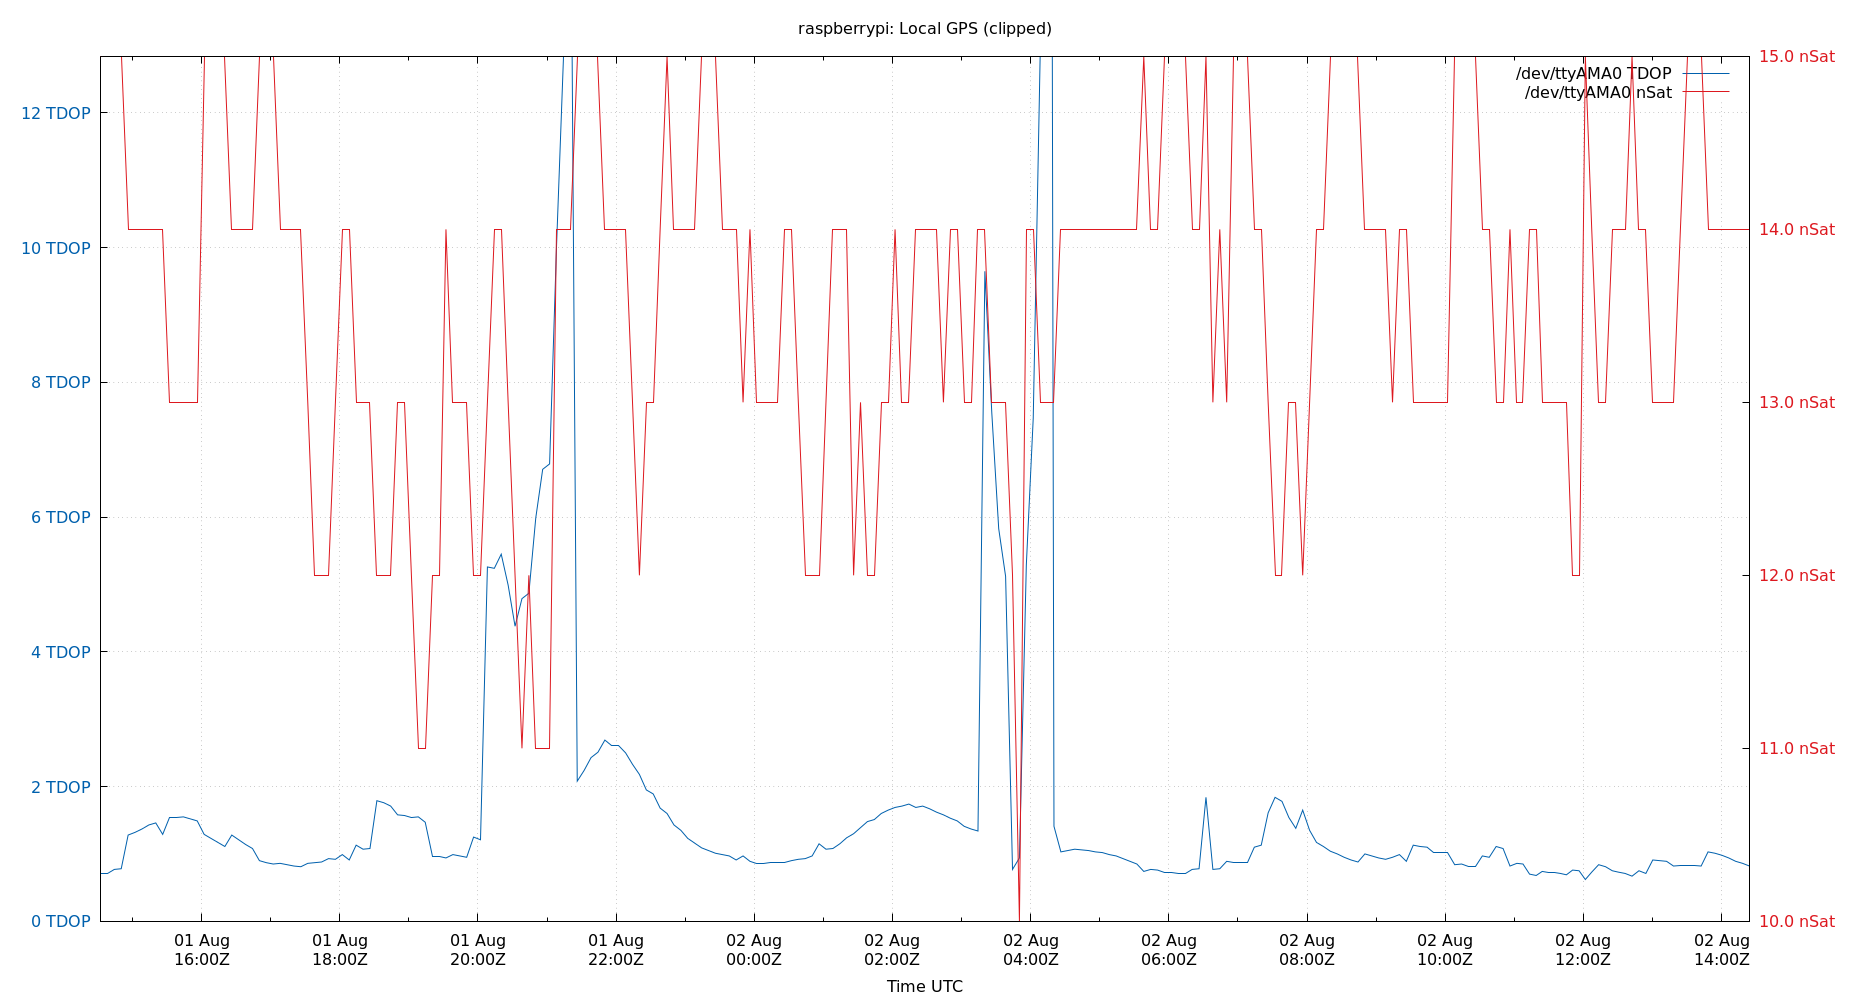 raspberrypi: Local GPS (clipped)
15.0 nSat
/dev/ttyAMA0 TDOP
/dev/ttyAMA0 nSat
12 TDOP
14.0 nSat
10 TDOP
8 TDOP
13.0 nSat
6 TDOP
12.0 nSat
4 TDOP
11.0 nSat
2 TDOP
0 TDOP
10.0 nSat
01 Aug 01 Aug 01 Aug 01 Aug 02 Aug 02 Aug 02 Aug 02 Aug 02 Aug 02 Aug 02 Aug 02 Aug
16:00Z 18:00Z 20:00Z 22:00Z 00:00Z 02:00Z 04:00Z 06:00Z 08:00Z 10:00Z 12:00Z 14:00Z
Time UTC